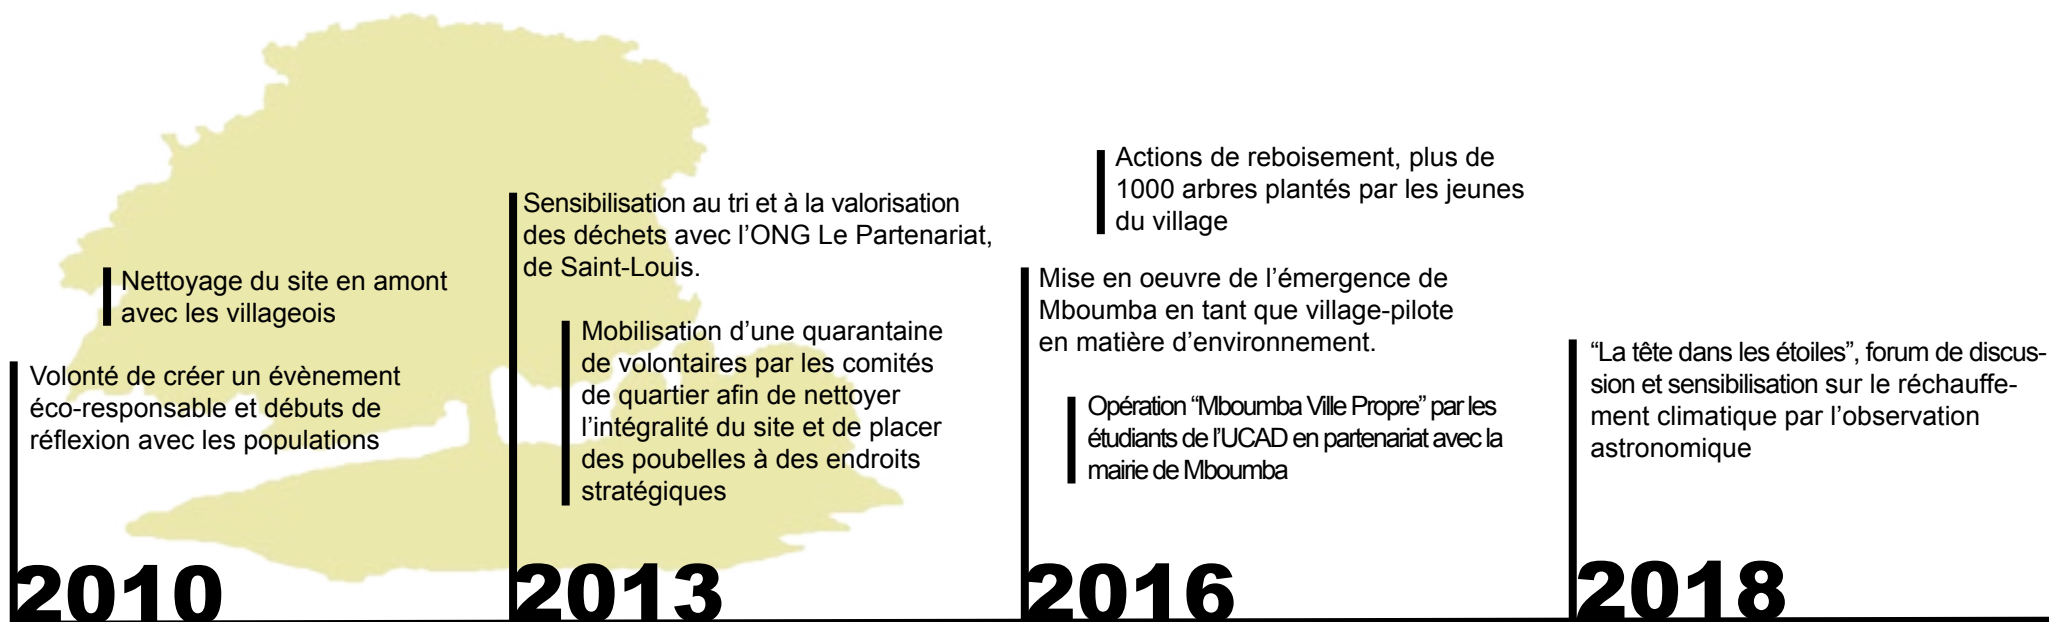 Nettoyage du site en amont
avec les villageois
Volonté de créer un évènement
éco-responsable et débuts de
réflexion avec les populations
2010
Sensibilisation au tri et à la valorisation
des déchets avec l’ONG Le Partenariat,
de Saint-Louis.
Mobilisation d’une quarantaine
de volontaires par les comités
de quartier afin de nettoyer
l’intégralité du site et de placer
des poubelles à des endroits
stratégiques
2013
Actions de reboisement, plus de
1000 arbres plantés par les jeunes
du village
Mise en oeuvre de l’émergence de
Mboumba en tant que village-pilote
en matière d’environnement.
Opération “Mboumba Ville Propre” par les
étudiants de l’UCAD en partenariat avec la
mairie de Mboumba
2016
“La tête dans les étoiles”, forum de discus-
sion et sensibilisation sur le réchauffe-
ment climatique par l’observation
astronomique
2018